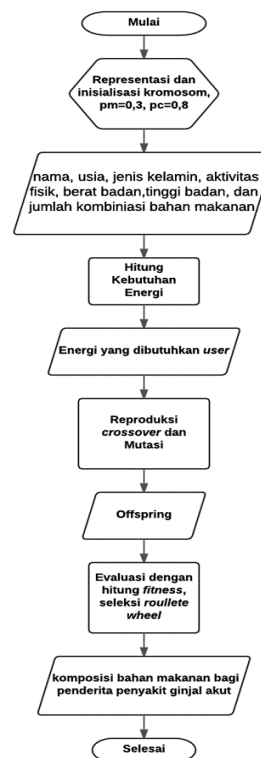 Mulai
Representasi dan
inisialisasi kromosom,
pm=0,3, pc=0,8
nama, usia, jenis kelamin, aktivitas
fisik, berat badan,tinggi badan, dan
jumlah kombiniasi bahan makanan
Hitung
Kebutuhan
Energi
Energi yang dibutuhkan user
Reproduksi
crossover dan
Mutasi
Offspring
Evaluasi dengan
hitung fitness,
seleksi roullete
wheel
komposisi bahan makanan bagi
penderita penyakit ginjal akut
Selesai